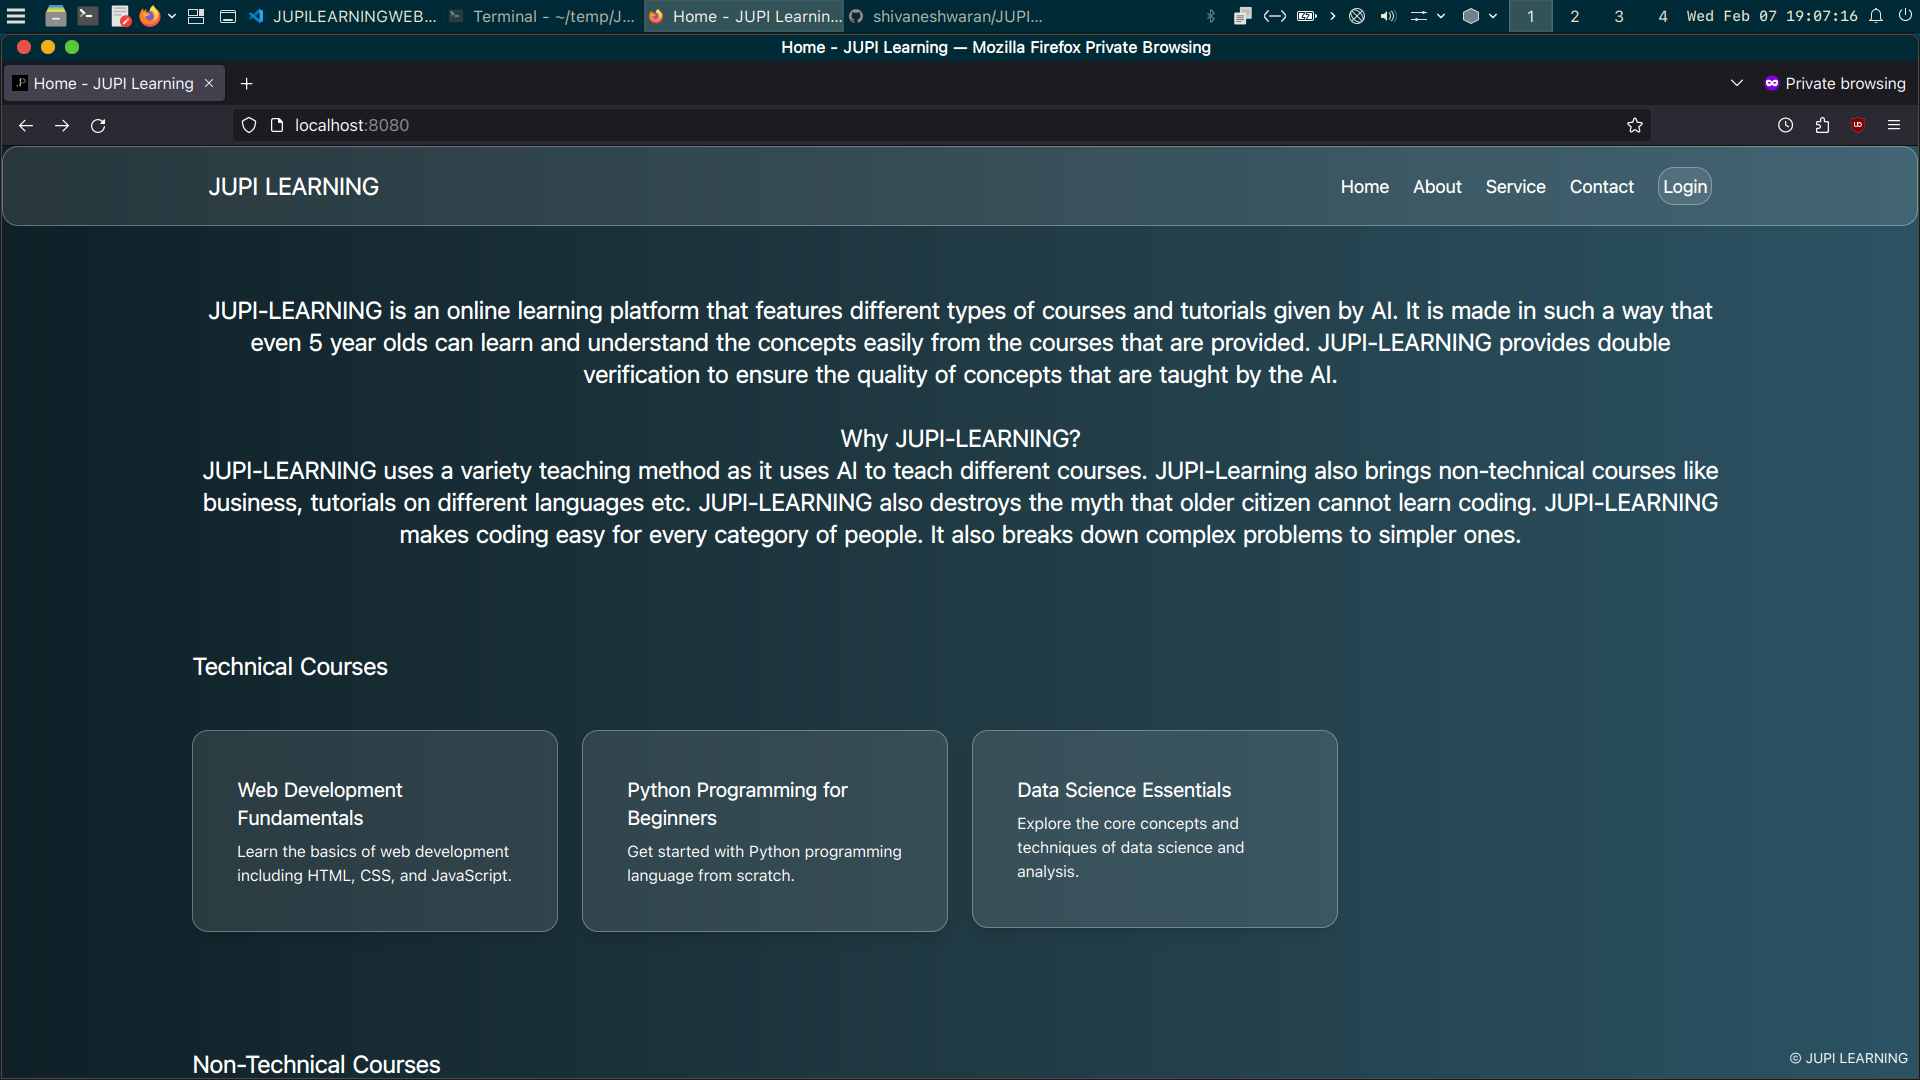 JUPILEARNINGWEB...
Terminal - ~/temp/J...
Home - JUPI Learnin...
shivaneshwaran/JUPI...
1
2
3
4
Wed Feb 07 19:07:16
Home - JUPI Learning — Mozilla Firefox Private Browsing
Home - JUPI Learning
Private browsing
localhost:8080
JUPI LEARNING
Home
About
Service
Contact
Login
JUPI-LEARNING is an online learning platform that features different types of courses and tutorials given by AI. It is made in such a way that
even 5 year olds can learn and understand the concepts easily from the courses that are provided. JUPI-LEARNING provides double
verification to ensure the quality of concepts that are taught by the AI.
Why JUPI-LEARNING?
JUPI-LEARNING uses a variety teaching method as it uses AI to teach different courses. JUPI-Learning also brings non-technical courses like
business, tutorials on different languages etc. JUPI-LEARNING also destroys the myth that older citizen cannot learn coding. JUPI-LEARNING
makes coding easy for every category of people. It also breaks down complex problems to simpler ones.
Technical Courses
Web Development
Fundamentals
Learn the basics of web development
including HTML, CSS, and JavaScript.
Python Programming for
Beginners
Get started with Python programming
language from scratch.
Data Science Essentials
Explore the core concepts and
techniques of data science and
analysis.
Non-Technical Courses
© JUPI LEARNING